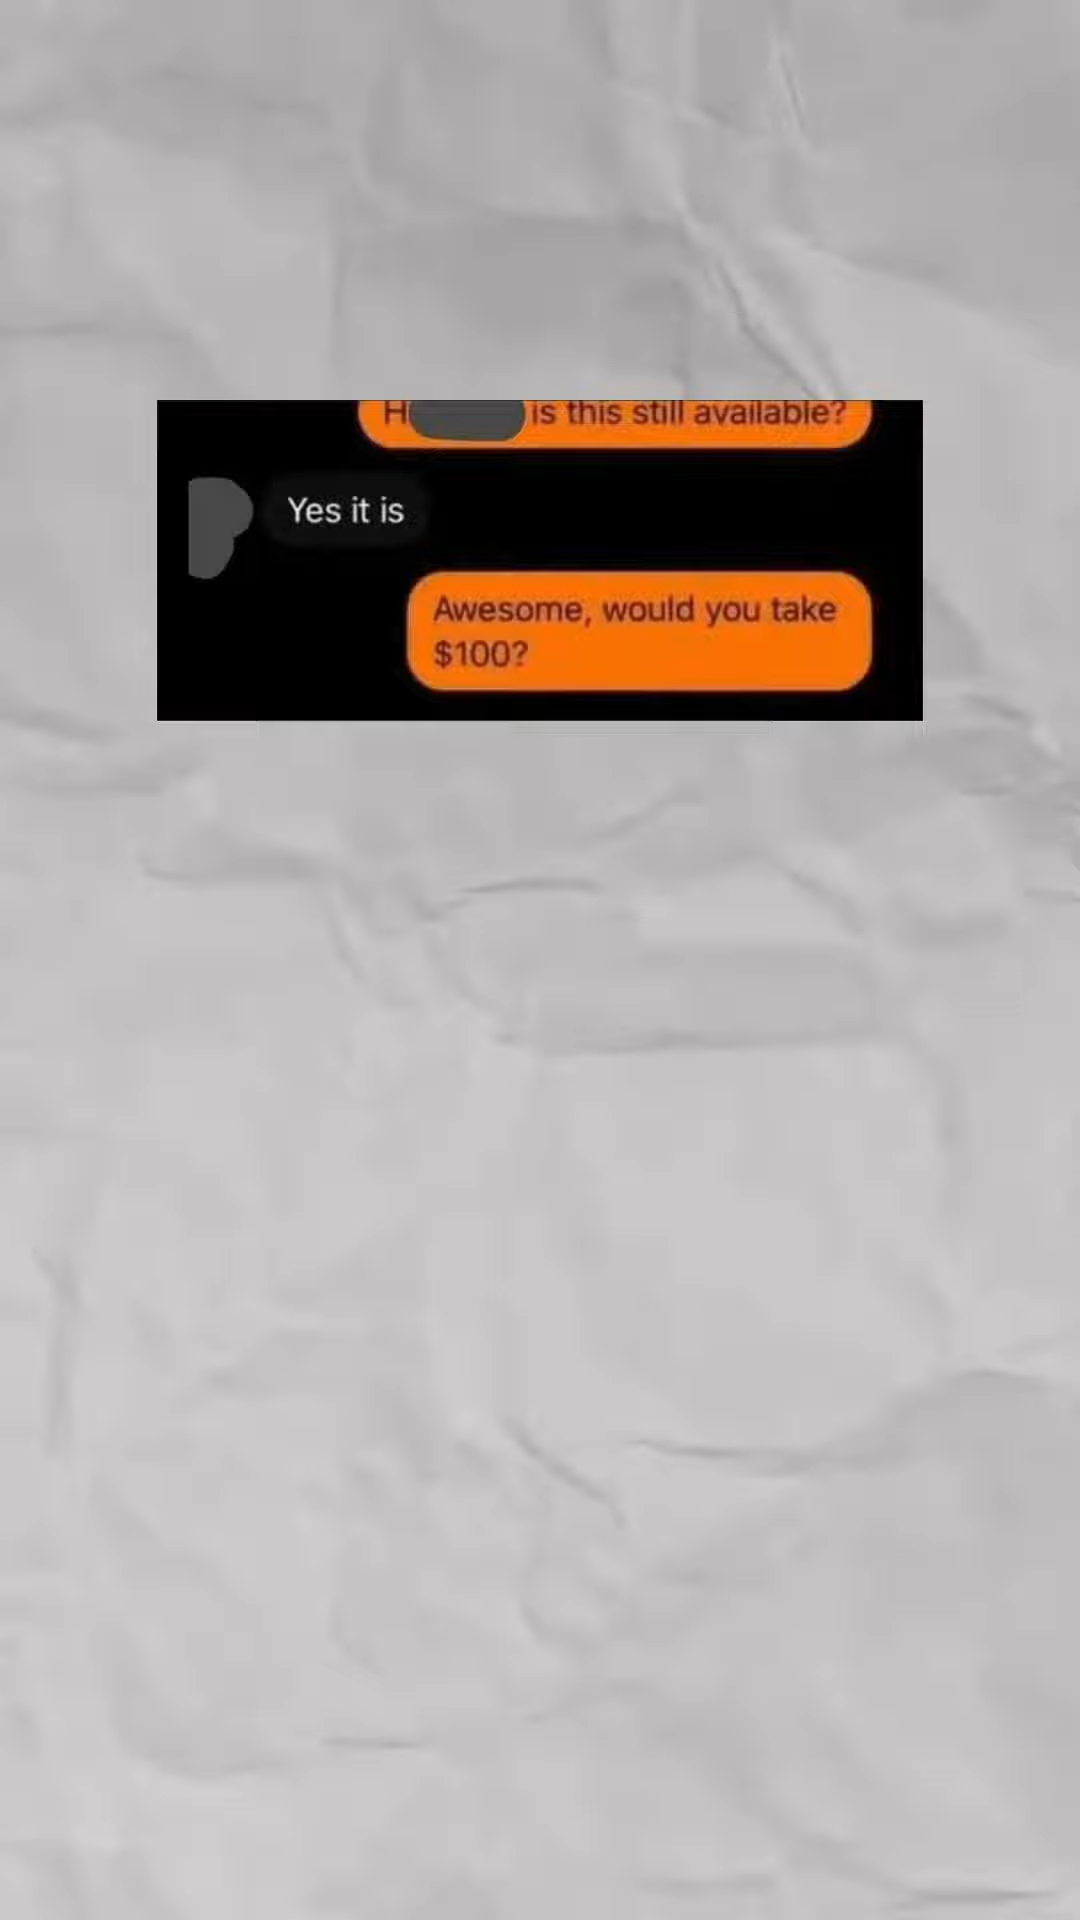 H is this still available?
Yes it is
Awesome, would you take
$100?